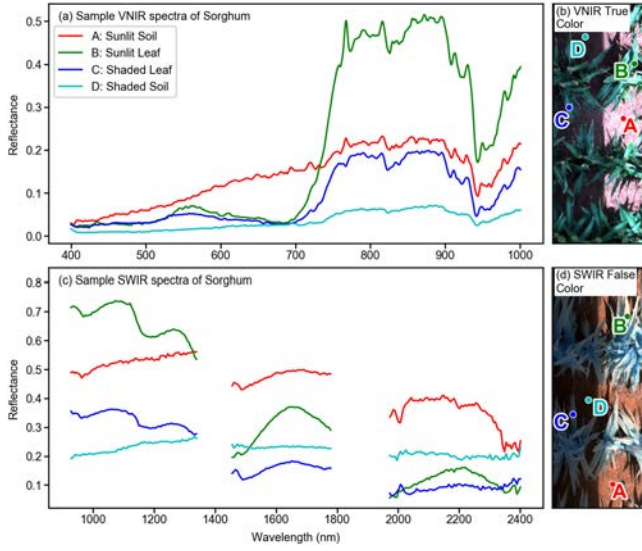 (a) Sample VNIR spectra of Sorghum
A: Sunlit Soil
B: Sunlit Leaf
C: Shaded Leaf
D: Shaded Soil
Reflectance
0.5
0.4
0.3
0.2
0.1
0.0
400 500 600 700 800 900 1000
(b) VNIR True
Color
D
B
C
A
(c) Sample SWIR spectra of Sorghum
Reflectance
0.8
0.7
0.6
0.5
0.4
0.3
0.2
0.1
1000 1200 1400 1600 1800 2000 2200 2400
Wavelength (nm)
(d) SWIR False
Color
B
D
C
A